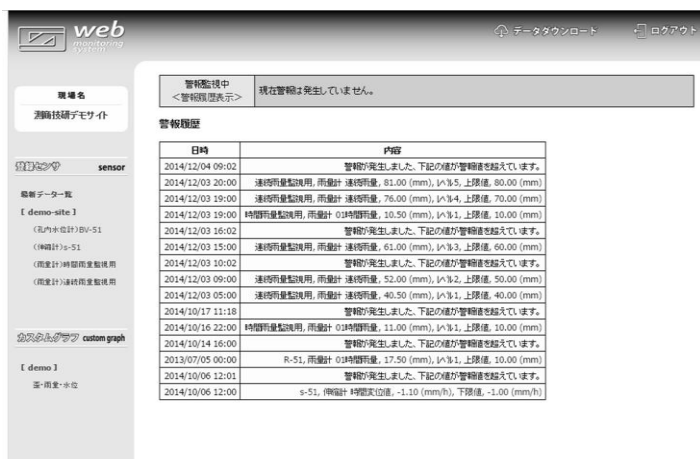 web
monitoring
system
データダウンロード
ログアウト
現場名
測商技研デモサイト
登録センサ sensor
最新データ一覧
[ demo-site ]
(孔内水位計)BV-51
(伸縮計)s-51
(雨量計)時間雨量監視用
(雨量計)連続雨量監視用
カスタムグラフ custom graph
[ demo ]
歪・雨量・水位
警報監視中
<警報履歴表示>
現在警報は発生していません。
警報履歴
日時 内容
2014/12/04 09:02 警報が発生しました、下記の値が警報値を越えています。
2014/12/03 20:00 連続雨量監視用, 雨量計 連続雨量, 81.00 (mm), レベル5, 上限値, 80.00 (mm)
2014/12/03 19:00 連続雨量監視用, 雨量計 連続雨量, 76.00 (mm), レベル4, 上限値, 70.00 (mm)
2014/12/03 19:00 時間雨量監視用, 雨量計 01時間雨量, 10.50 (mm), レベル1, 上限値, 10.00 (mm)
2014/12/03 16:02 警報が発生しました、下記の値が警報値を越えています。
2014/12/03 15:00 連続雨量監視用, 雨量計 連続雨量, 61.00 (mm), レベル3, 上限値, 60.00 (mm)
2014/12/03 10:02 警報が発生しました、下記の値が警報値を越えています。
2014/12/03 09:00 連続雨量監視用, 雨量計 連続雨量, 52.00 (mm), レベル2, 上限値, 50.00 (mm)
2014/12/03 05:00 連続雨量監視用, 雨量計 連続雨量, 40.50 (mm), レベル1, 上限値, 40.00 (mm)
2014/10/17 11:18 警報が発生しました、下記の値が警報値を越えています。
2014/10/16 22:00 時間雨量監視用, 雨量計 01時間雨量, 11.00 (mm), レベル1, 上限値, 10.00 (mm)
2014/10/14 16:00 警報が発生しました、下記の値が警報値を越えています。
2013/07/05 00:00 R-51, 雨量計 01時間雨量, 17.50 (mm), レベル1, 上限値, 10.00 (mm)
2014/10/06 12:01 警報が発生しました、下記の値が警報値を越えています。
2014/10/06 12:00 s-51, 伸縮計 時間変位値, -1.10 (mm/h), 下限値, -1.00 (mm/h)